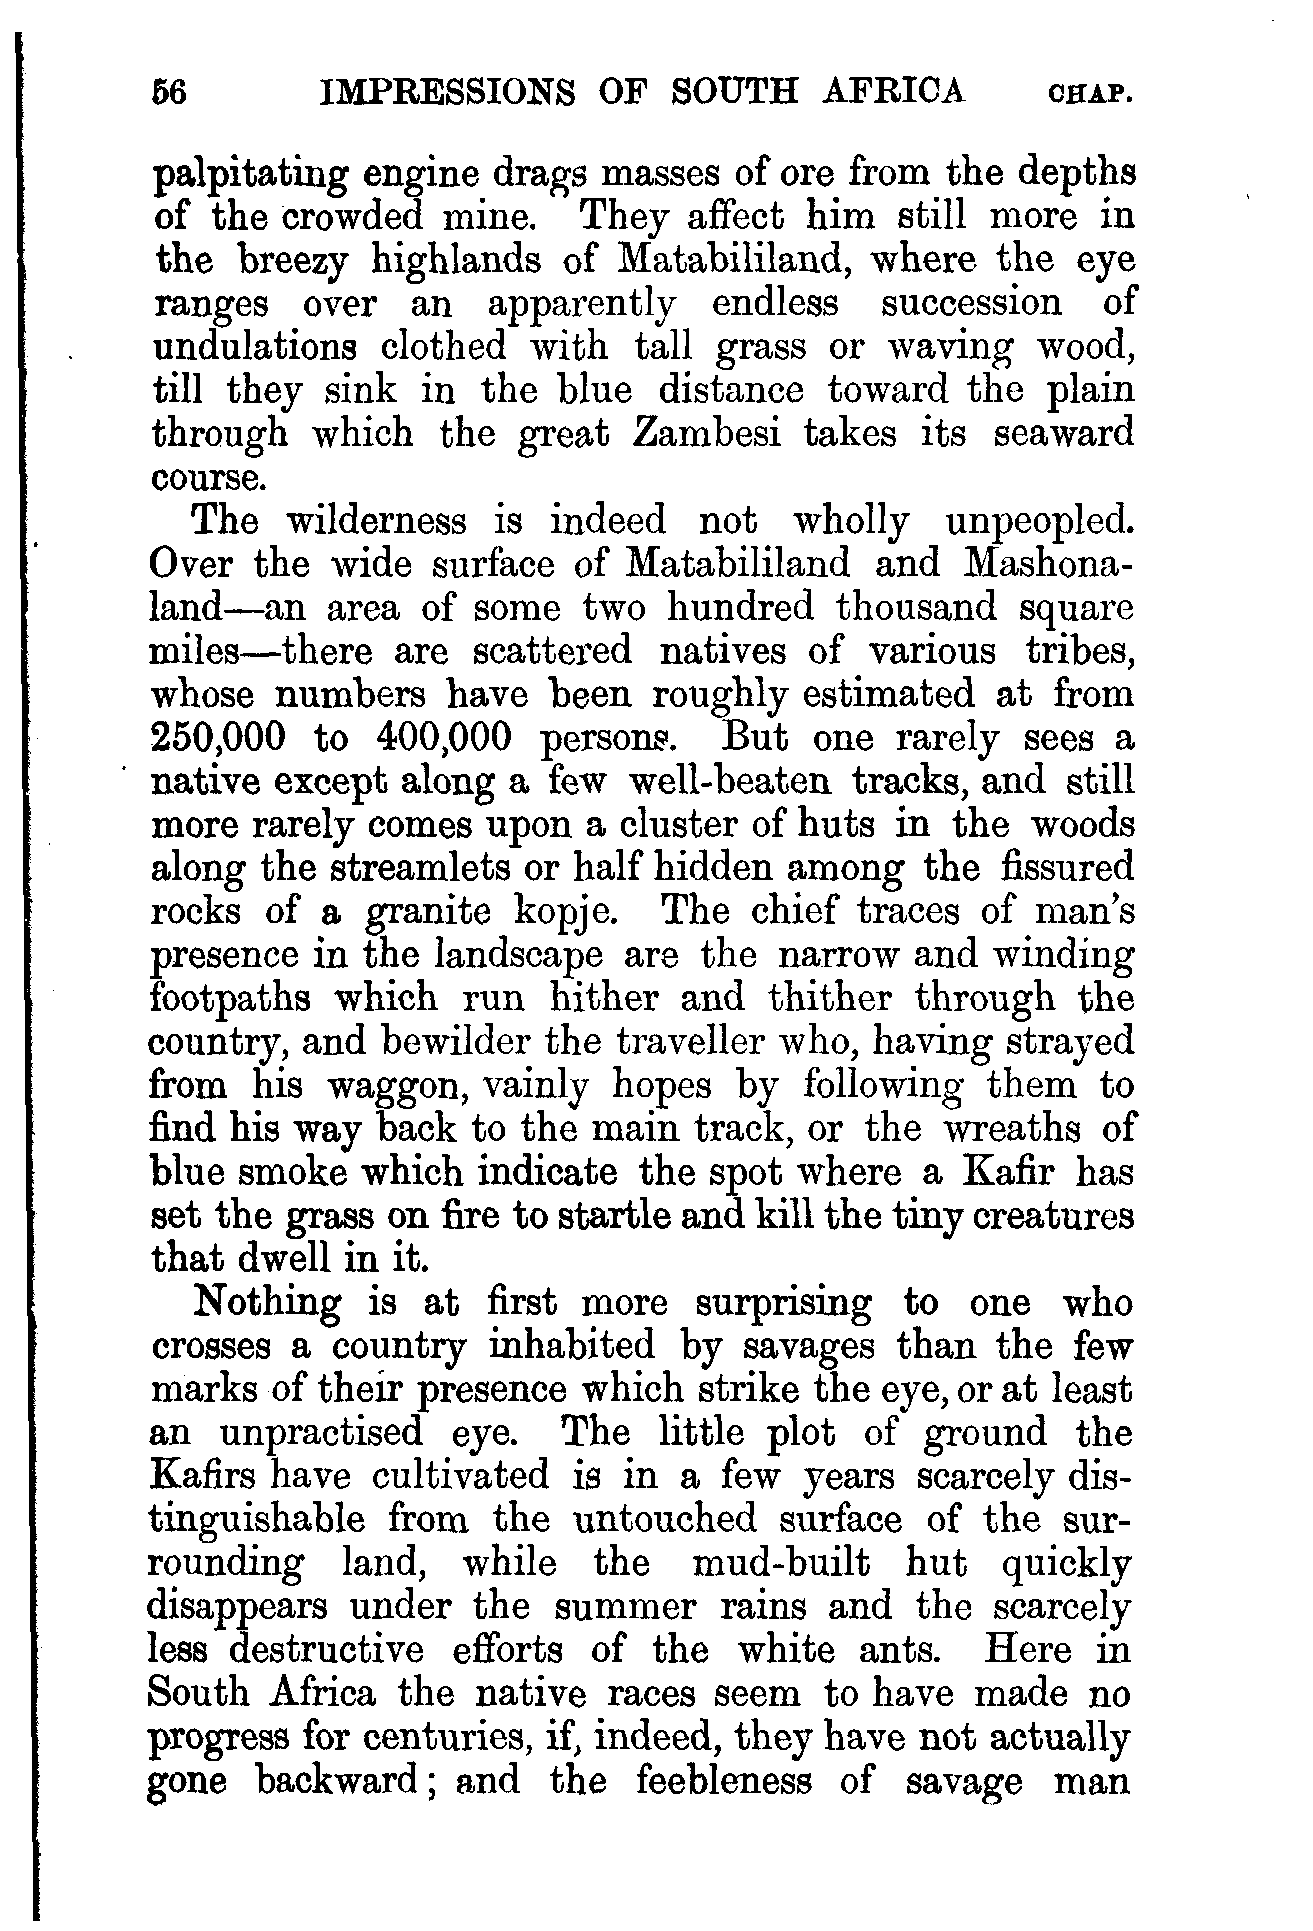 56 IMPRESSIONS OF SOUTH AFRICA CHAP.
palpitating engine drags masses of ore from the depths
of the crowded mine. They affect him still more in
the breezy highlands of Matabililand, where the eye
ranges over an apparently endless succession of
undulations clothed with tall grass or waving wood,
till they sink in the blue distance toward the plain
through which the great Zambesi takes its seaward
course.
The wilderness is indeed not wholly unpeopled.
Over the wide surface of Matabililand and Mashona-
land—an area of some two hundred thousand square
miles—there are scattered natives of various tribes,
whose numbers have been roughly estimated at from
250,000 to 400,000 persons. But one rarely sees a
native except along a few well-beaten tracks, and still
more rarely comes upon a cluster of huts in the woods
along the streamlets or half hidden among the fissured
rocks of a granite kopje. The chief traces of man's
presence in the landscape are the narrow and winding
footpaths which run hither and thither through the
country, and bewilder the traveller who, having strayed
from his waggon, vainly hopes by following them to
find his way back to the main track, or the wreaths of
blue smoke which indicate the spot where a Kafir has
set the grass on fire to startle and kill the tiny creatures
that dwell in it.
Nothing is at first more surprising to one who
crosses a country inhabited by savages than the few
marks of their presence which strike the eye, or at least
an unpractised eye. The little plot of ground the
Kafirs have cultivated is in a few years scarcely dis-
tinguishable from the untouched surface of the sur-
rounding land, while the mud-built hut quickly
disappears under the summer rains and the scarcely
less destructive efforts of the white ants. Here in
South Africa the native races seem to have made no
progress for centuries, if, indeed, they have not actually
gone backward; and the feebleness of savage man